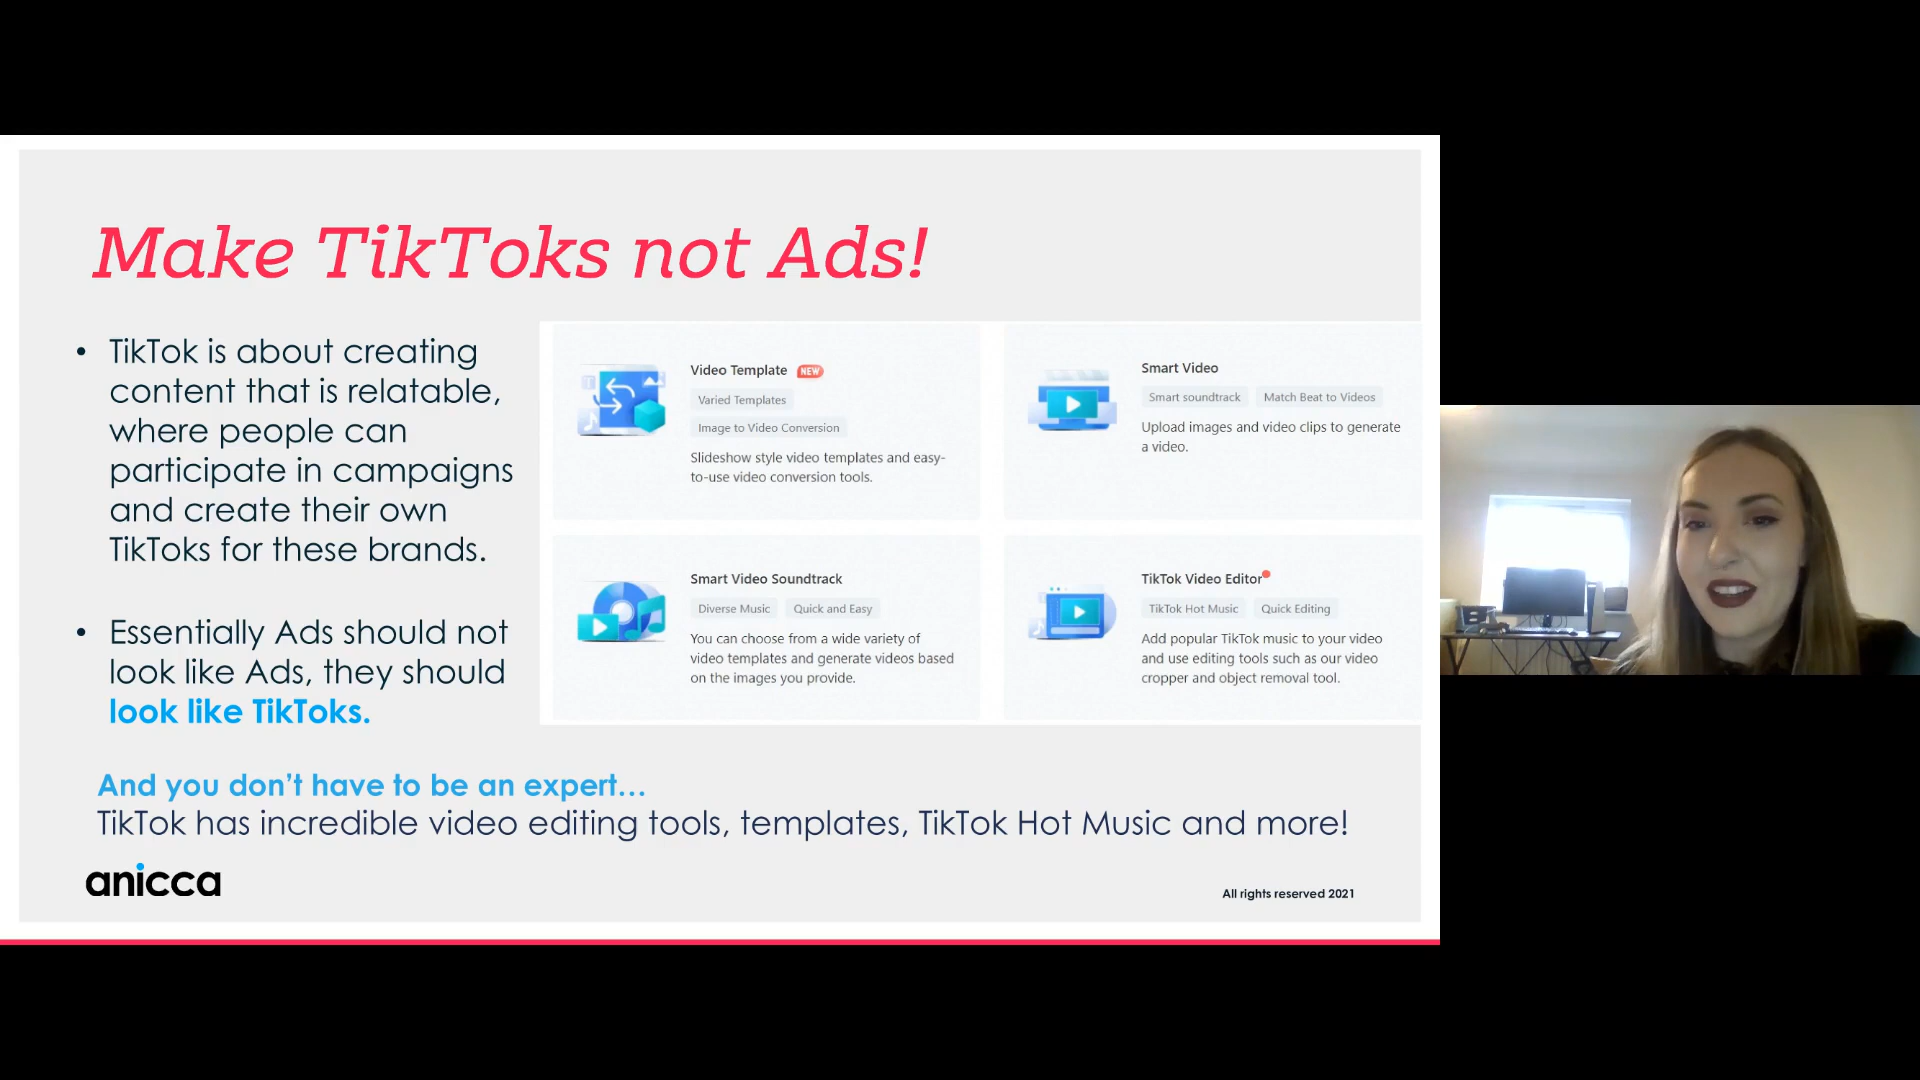 Make TikToks not Ads!
• TikTok is about creating
content that is relatable,
where people can
participate in campaigns
and create their own
TikToks for these brands.
• Essentially Ads should not
look like Ads, they should
look like TikToks.
Video Template NEW
Varied Templates
Image to Video Conversion
Slideshow style video templates and easy-
to-use video conversion tools.
Smart Video
Smart soundtrack Match Beat to Videos
Upload images and video clips to generate
a video.
Smart Video Soundtrack
Diverse Music Quick and Easy
You can choose from a wide variety of
video templates and generate videos based
on the images you provide.
TikTok Video Editor
TikTok Hot Music Quick Editing
Add popular TikTok music to your video
and use editing tools such as our video
cropper and object removal tool.
And you don’t have to be an expert…
TikTok has incredible video editing tools, templates, TikTok Hot Music and more!
anicca
All rights reserved 2021